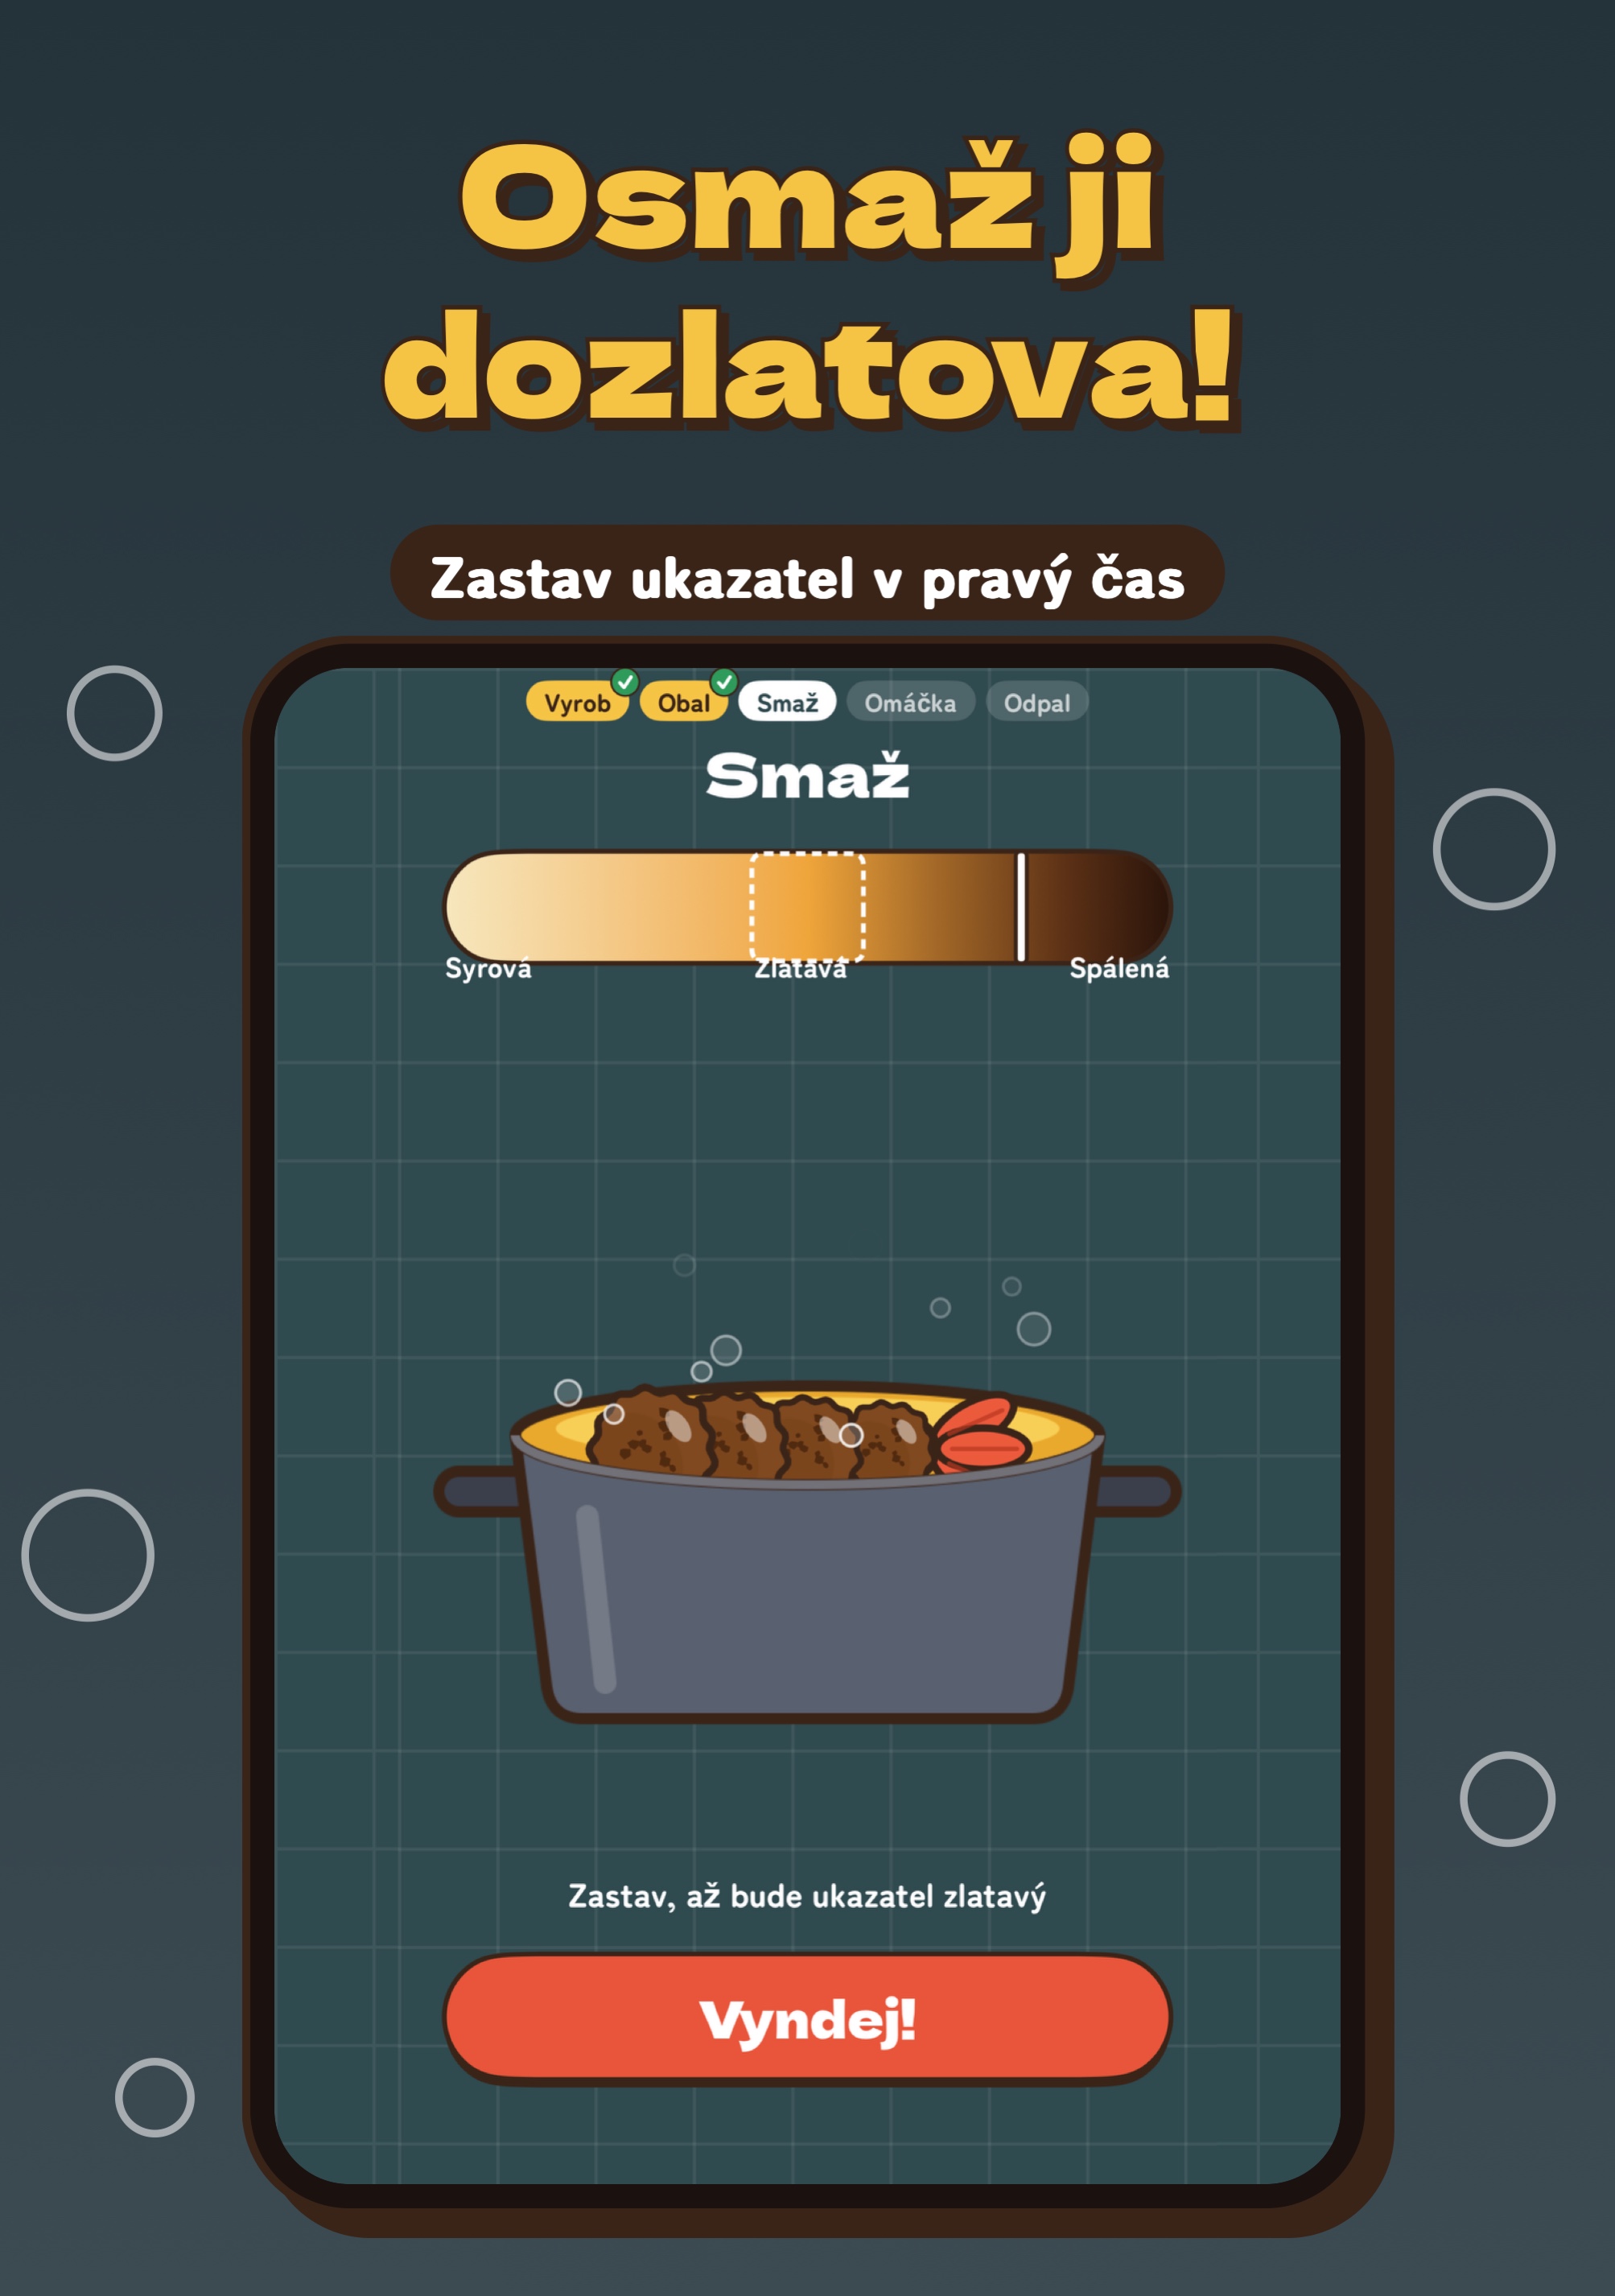 Osmaž ji
dozlatova!
Zastav ukazatel v pravý čas
Vyrob Obal Smaž Omáčka Odpal
Smaž
Syrová Zlatavá Spálená
Zastav, až bude ukazatel zlatavý
Vyndej!